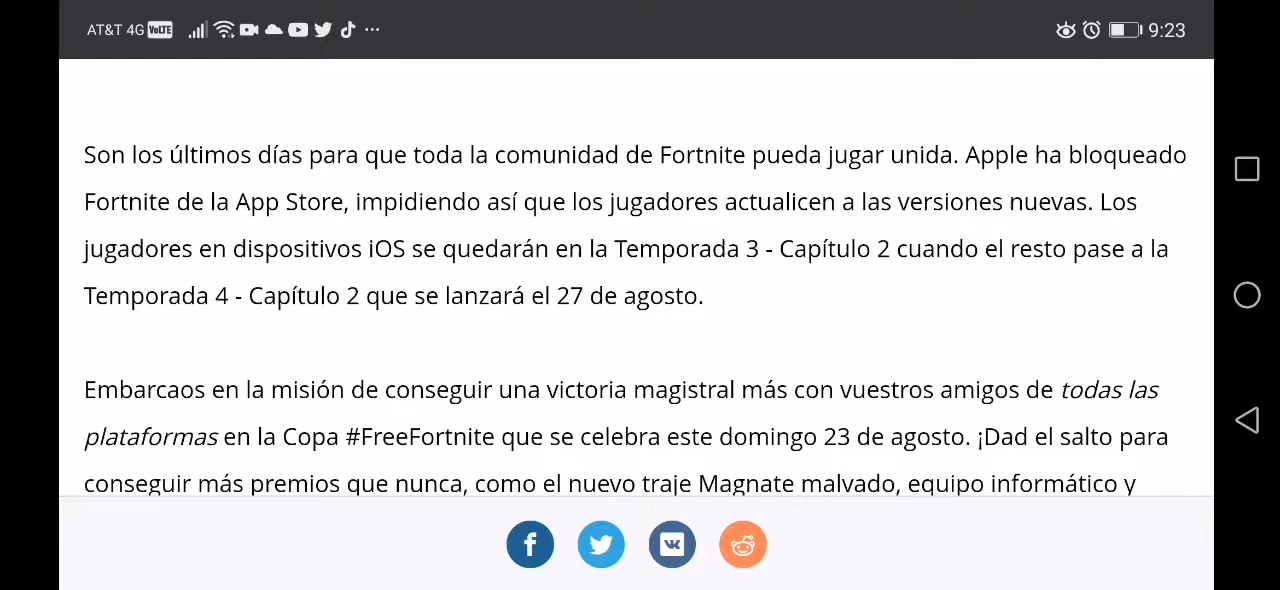 AT&T 4G VoLTE 9:23
Son los últimos días para que toda la comunidad de Fortnite pueda jugar unida. Apple ha bloqueado
Fortnite de la App Store, impidiendo así que los jugadores actualicen a las versiones nuevas. Los
jugadores en dispositivos iOS se quedarán en la Temporada 3 - Capítulo 2 cuando el resto pase a la
Temporada 4 - Capítulo 2 que se lanzará el 27 de agosto.
Embarcaos en la misión de conseguir una victoria magistral más con vuestros amigos de todas las
plataformas en la Copa #FreeFortnite que se celebra este domingo 23 de agosto. ¡Dad el salto para
conseguir más premios que nunca, como el nuevo traje Magnate malvado, equipo informático y